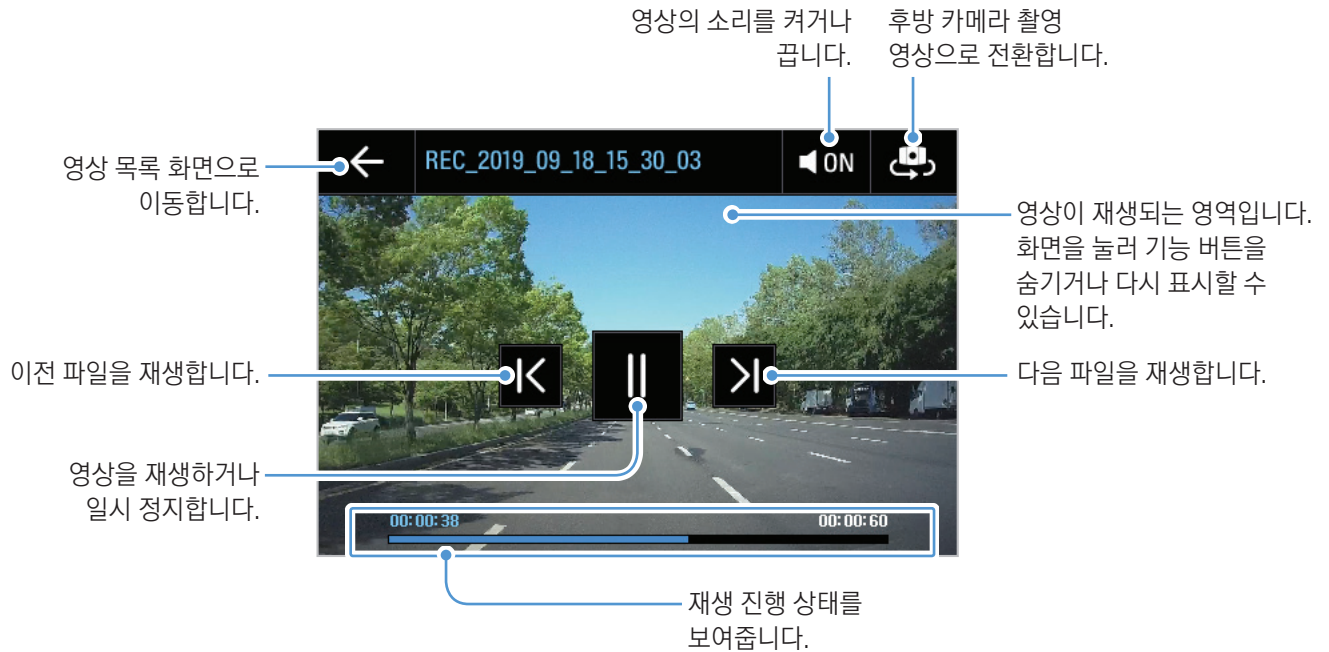 영상의 소리를 켜거나
끕니다.
후방 카메라 촬영
영상으로 전환합니다.
영상 목록 화면으로
이동합니다.
REC_2019_09_18_15_30_03
ON
영상이 재생되는 영역입니다.
화면을 눌러 기능 버튼을
숨기거나 다시 표시할 수
있습니다.
이전 파일을 재생합니다.
다음 파일을 재생합니다.
영상을 재생하거나
일시 정지합니다.
00:00:38
00:00:60
재생 진행 상태를
보여줍니다.